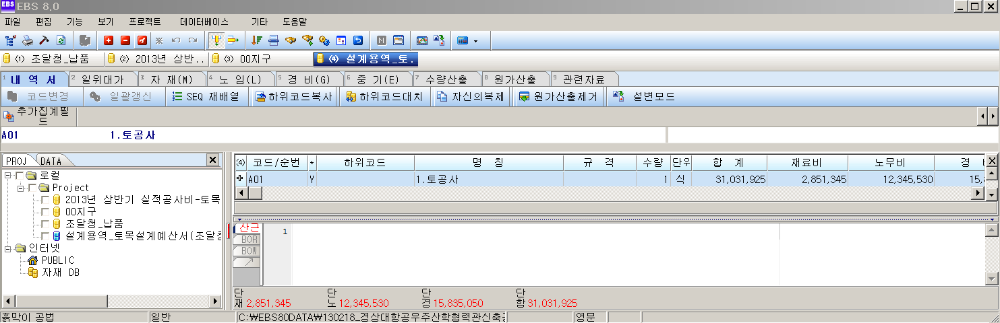 EBS EBS 8.0
파일 편집 기능 보기 프로젝트 데이터베이스 기타 도움말
(1) 조달청_납품 (2) 2013년 상반.. (3) 00지구 (4) 설계용역_토.
1 내 역 서 2 일위대가 3 자 재(M) 4 노 임(L) 5 경 비(G) 6 중 기(E) 7 수량산출 8 원가산출 9 관련자료
코드변경 일괄갱신 SEQ 재배열 하위코드복사 하위코드대치 자신의복제 원가산출제거 설변모드
추가집계필
드
A01 1.토공사
PROJ DATA
로컬
Project
2013년 상반기 실적공사비-토목
00지구
조달청_납품
설계용역_토목설계예산서(조달청
인터넷
PUBLIC
자재 DB
(4) 코드/순번 * 하위코드 명 칭 규 격 수량 단위 합 계 재료비 노무비 경
A01 Y 1.토공사 1 식 31,031,925 2,851,345 12,345,530 15,8
산근 1
BOR
BOW
단 단 단 단
재 2,851,345 노 12,345,530 경 15,835,050 합 31,031,925
흙막이 공법 일반 C:\EBS80DATA\130218_경상대항공우주산학협력관신축공 영문